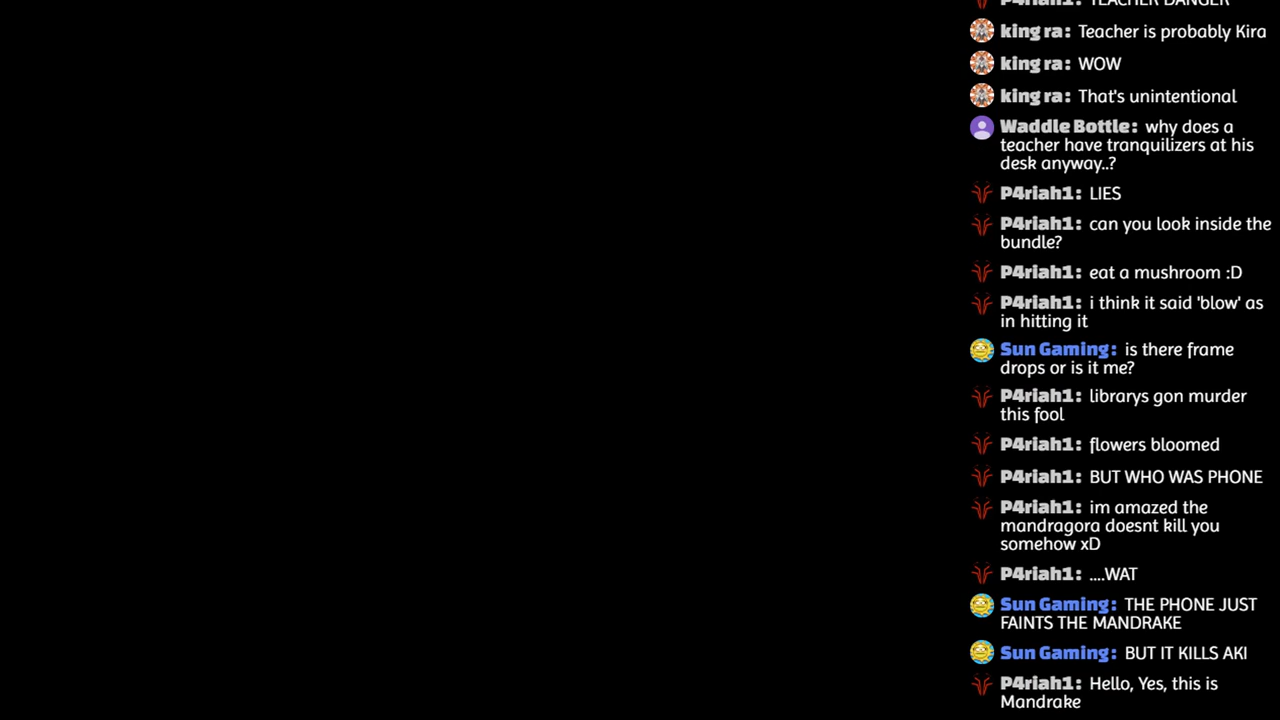 P4riah1: TEACHER DANGER
king ra: Teacher is probably Kira
king ra: WOW
king ra: That's unintentional
Waddle Bottle: why does a
teacher have tranquilizers at his
desk anyway..?
P4riah1: LIES
P4riah1: can you look inside the
bundle?
P4riah1: eat a mushroom :D
P4riah1: i think it said 'blow' as
in hitting it
Sun Gaming: is there frame
drops or is it me?
P4riah1: librarys gon murder
this fool
P4riah1: flowers bloomed
P4riah1: BUT WHO WAS PHONE
P4riah1: im amazed the
mandragora doesnt kill you
somehow xD
P4riah1: ....WAT
Sun Gaming: THE PHONE JUST
FAINTS THE MANDRAKE
Sun Gaming: BUT IT KILLS AKI
P4riah1: Hello, Yes, this is
Mandrake